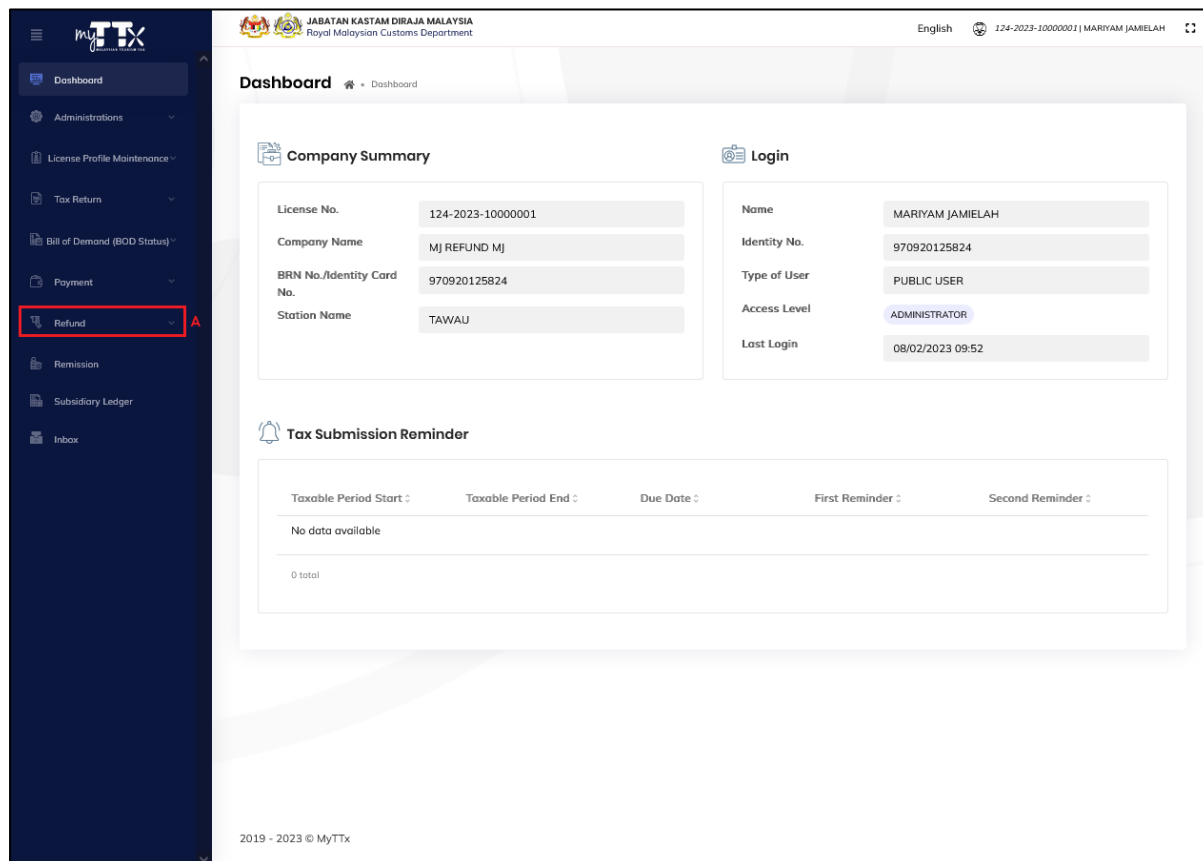 myTTX
MALAYSIAN TOURISM TAX
Dashboard
Administrations
License Profile Maintenance
Tax Return
Bill of Demand (BOD Status)
Payment
Refund
A
Remission
Subsidiary Ledger
Inbox
JABATAN KASTAM DIRAJA MALAYSIA
Royal Malaysian Customs Department
English 124-2023-10000001 | MARIYAM JAMIELAH
Dashboard • Dashboard
Company Summary
License No. 124-2023-10000001
Company Name MJ REFUND MJ
BRN No./Identity Card No. 970920125824
Station Name TAWAU
Login
Name MARIYAM JAMIELAH
Identity No. 970920125824
Type of User PUBLIC USER
Access Level ADMINISTRATOR
Last Login 08/02/2023 09:52
Tax Submission Reminder
Taxable Period Start Taxable Period End Due Date First Reminder Second Reminder
No data available
0 total
2019 - 2023 © MyTTx